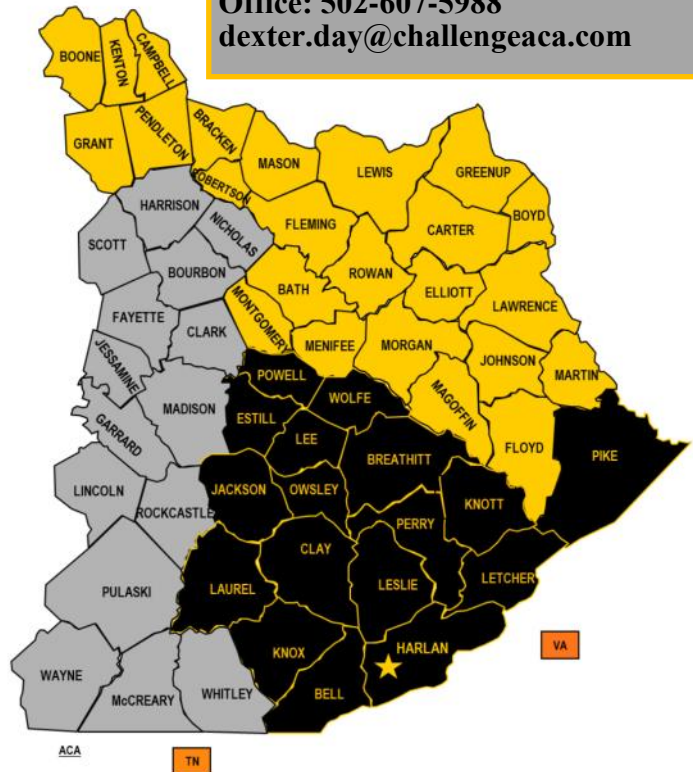 Office: 502-607-5988
dexter.day@challengeaca.com
BOONE
KENTON
CAMPBELL
GRANT
PENDLETON
BRACKEN
ROBERTSON
MASON
LEWIS
GREENUP
HARRISON
NICHOLAS
FLEMING
CARTER
BOYD
SCOTT
BOURBON
BATH
ROWAN
ELLIOTT
LAWRENCE
FAYETTE
CLARK
MONTGOMERY
MENIFEE
MORGAN
JOHNSON
MARTIN
JESSAMINE
MADISON
POWELL
WOLFE
MAGOFFIN
FLOYD
PIKE
GARRARD
ESTILL
LEE
BREATHITT
LINCOLN
ROCKCASTLE
JACKSON
OWSLEY
KNOTT
PERRY
CLAY
PULASKI
LAUREL
LESLIE
LETCHER
WAYNE
McCREARY
WHITLEY
KNOX
BELL
HARLAN
VA
ACA
TN